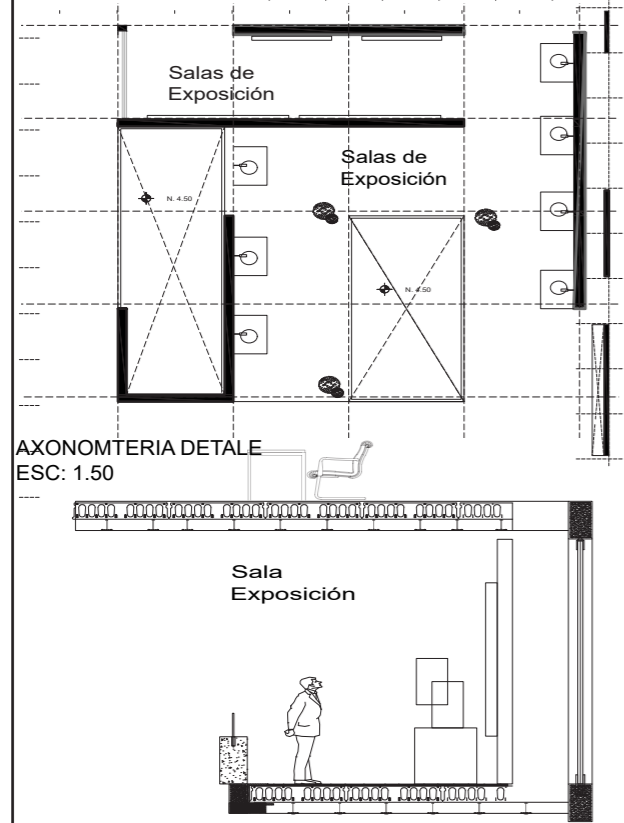 Salas de
Exposición
Salas de
Exposición
N. 4.50
N. 4.50
AXONOMTERIA DETALE
ESC: 1.50
Sala
Exposición